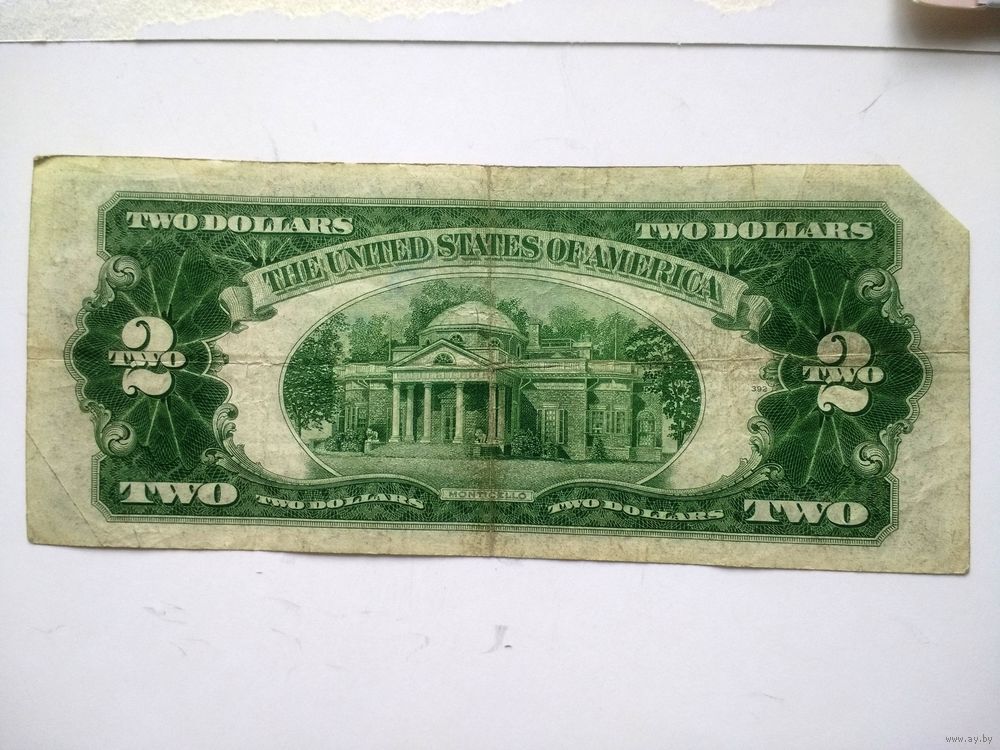 TWO DOLLARS TWO DOLLARS
THE UNITED STATES OF AMERICA
2 TWO 2 TWO
392
MONTICELLO
TWO TWO DOLLARS TWO DOLLARS TWO
www.ay.by